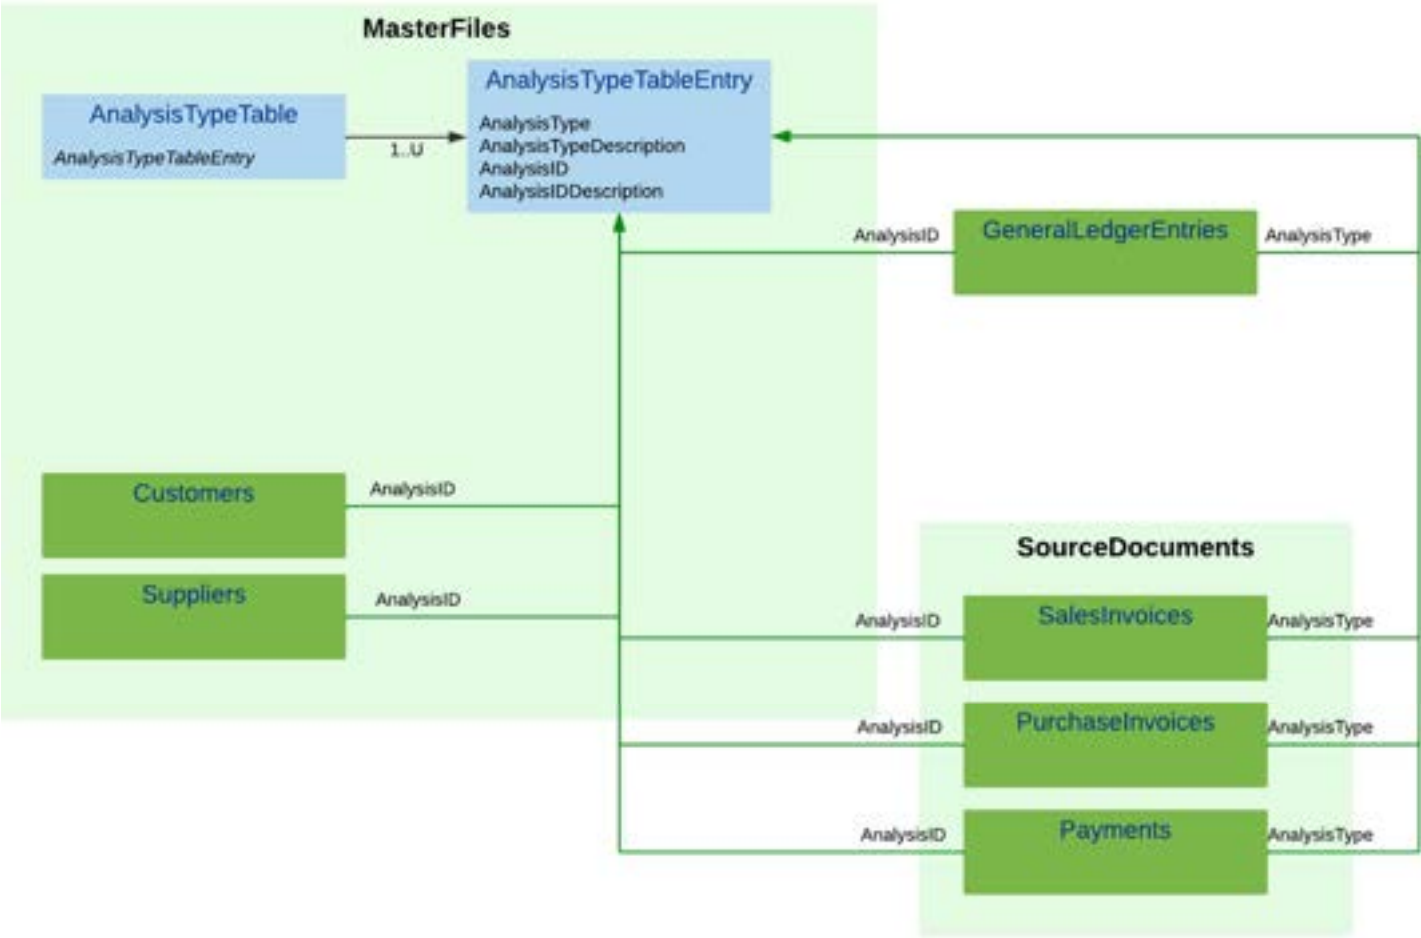 MasterFiles
AnalysisTypeTable
AnalysisTypeTableEntry
1..U
AnalysisTypeTableEntry
AnalysisType
AnalysisTypeDescription
AnalysisID
AnalysisIDDescription
AnalysisID
GeneralLedgerEntries
AnalysisType
Customers
AnalysisID
Suppliers
AnalysisID
SourceDocuments
AnalysisID
SalesInvoices
AnalysisType
AnalysisID
PurchaseInvoices
AnalysisType
AnalysisID
Payments
AnalysisType